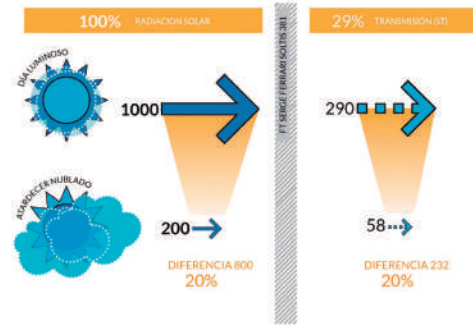 100% RADIACION SOLAR
29% TRANSMISIÓN (ST)
DÍA LUMINOSO
1000
FT SERGE FERRARI SOLTIS 381
290
ATARDECER NUBLADO
200
58
DIFERENCIA 800
20%
DIFERENCIA 232
20%